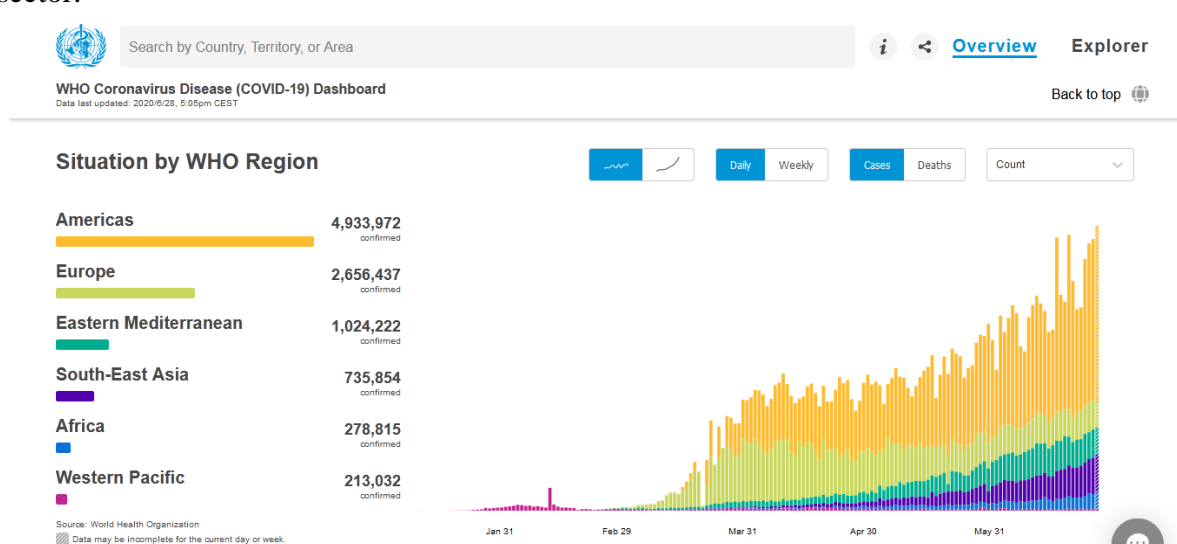 sector.
Search by Country, Territory, or Area
i
Overview
Explorer
WHO Coronavirus Disease (COVID-19) Dashboard
Data last updated: 2020/6/28, 5:05pm CEST
Back to top
Situation by WHO Region
Daily
Weekly
Cases
Deaths
Count
Americas
4,933,972
confirmed
Europe
2,656,437
confirmed
Eastern Mediterranean
1,024,222
confirmed
South-East Asia
735,854
confirmed
Africa
278,815
confirmed
Western Pacific
213,032
confirmed
Source: World Health Organization
Data may be incomplete for the current day or week.
Jan 31
Feb 29
Mar 31
Apr 30
May 31